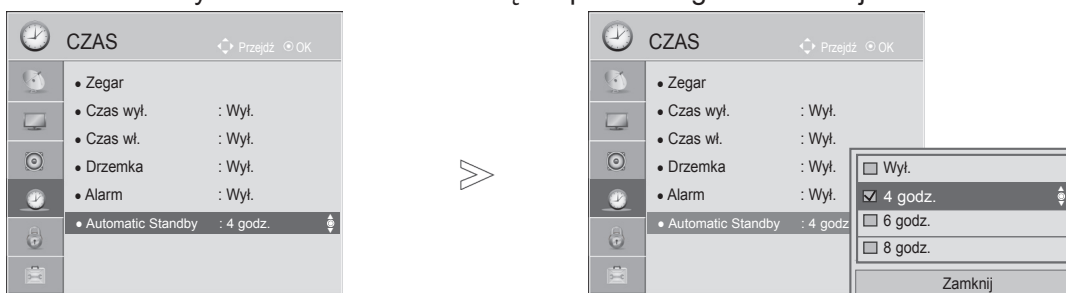 CZAS
Przejdź OK
• Zegar
• Czas wył. : Wył.
• Czas wł. : Wył.
• Drzemka : Wył.
• Alarm : Wył.
• Automatic Standby : 4 godz.
CZAS
Przejdź OK
• Zegar
• Czas wył. : Wył.
• Czas wł. : Wył.
• Drzemka : Wył.
• Alarm : Wył.
• Automatic Standby : 4 godz
Wył.
4 godz.
6 godz.
8 godz.
Zamknij